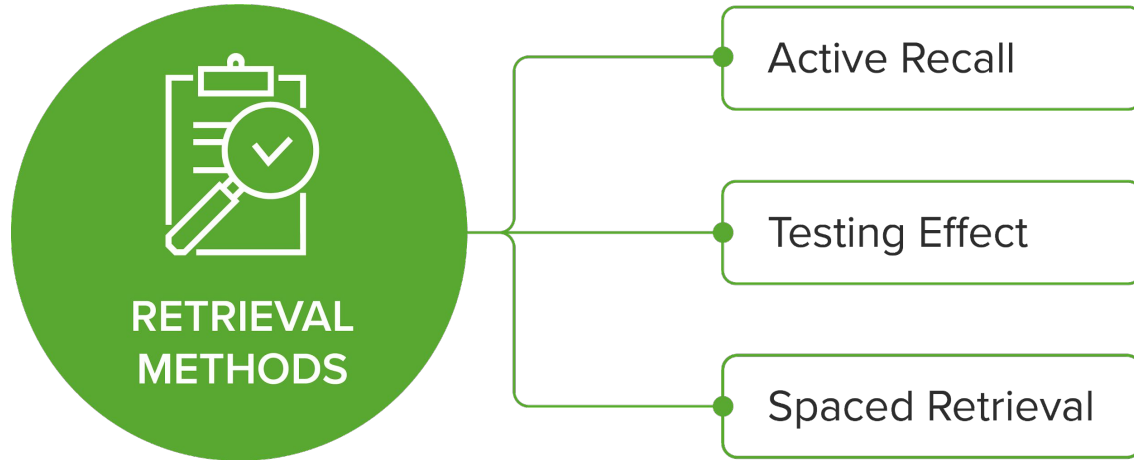 RETRIEVAL
METHODS
Active Recall
Testing Effect
Spaced Retrieval